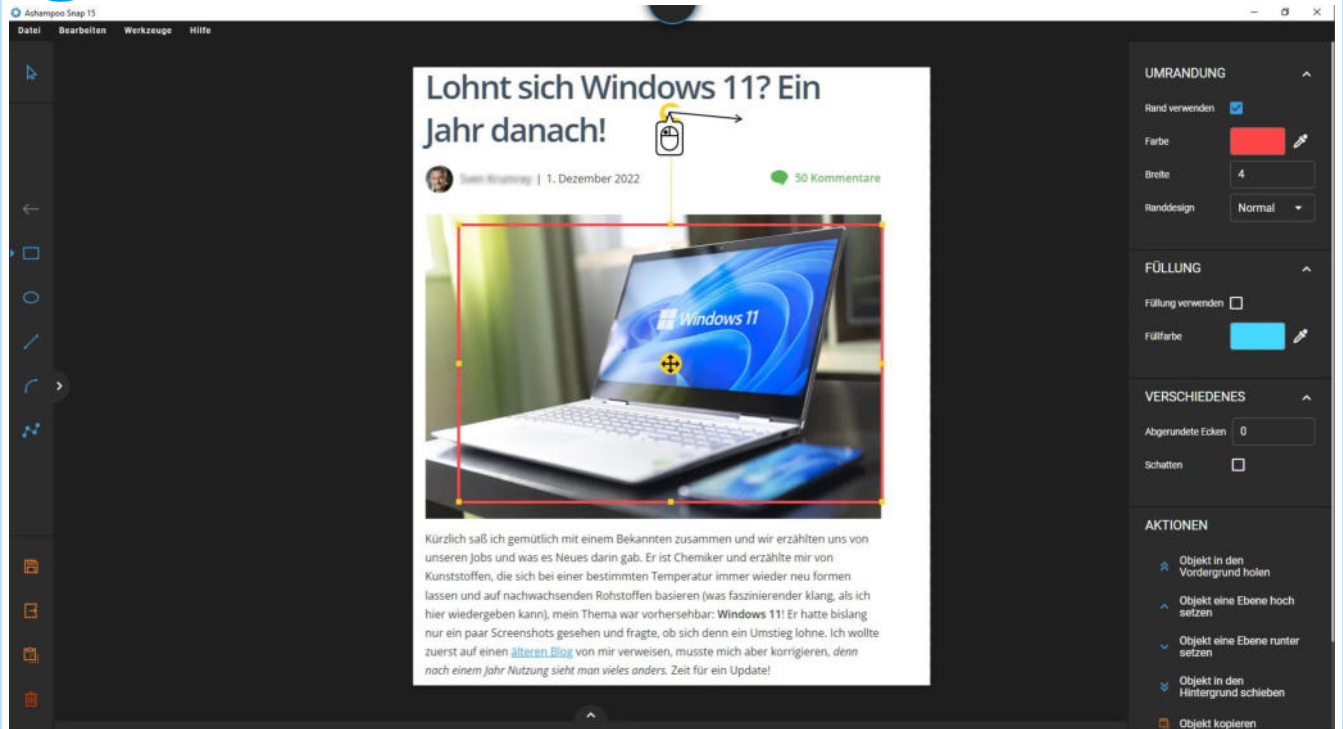 Ashampoo Snap 15
Datei Bearbeiten Werkzeuge Hilfe
Lohnt sich Windows 11? Ein
Jahr danach!
| 1. Dezember 2022
50 Kommentare
Windows 11
Kürzlich saß ich gemütlich mit einem Bekannten zusammen und wir erzählten uns von
unseren Jobs und was es Neues darin gab. Er ist Chemiker und erzählte mir von
Kunststoffen, die sich bei einer bestimmten Temperatur immer wieder neu formen
lassen und auf nachwachsenden Rohstoffen basieren (was faszinierender klang, als ich
hier wiedergeben kann), mein Thema war vorhersehbar: Windows 11! Er hatte bislang
nur ein paar Screenshots gesehen und fragte, ob sich denn ein Umstieg lohne. Ich wollte
zuerst auf einen älteren Blog von mir verweisen, musste mich aber korrigieren, denn
nach einem Jahr Nutzung sieht man vieles anders. Zeit für ein Update!
UMRANDUNG
Rand verwenden
Farbe
Breite 4
Randdesign Normal
FÜLLUNG
Füllung verwenden
Füllfarbe
VERSCHIEDENES
Abgerundete Ecken 0
Schatten
AKTIONEN
Objekt in den
Vordergrund holen
Objekt eine Ebene hoch
setzen
Objekt eine Ebene runter
setzen
Objekt in den
Hintergrund schieben
Objekt kopieren